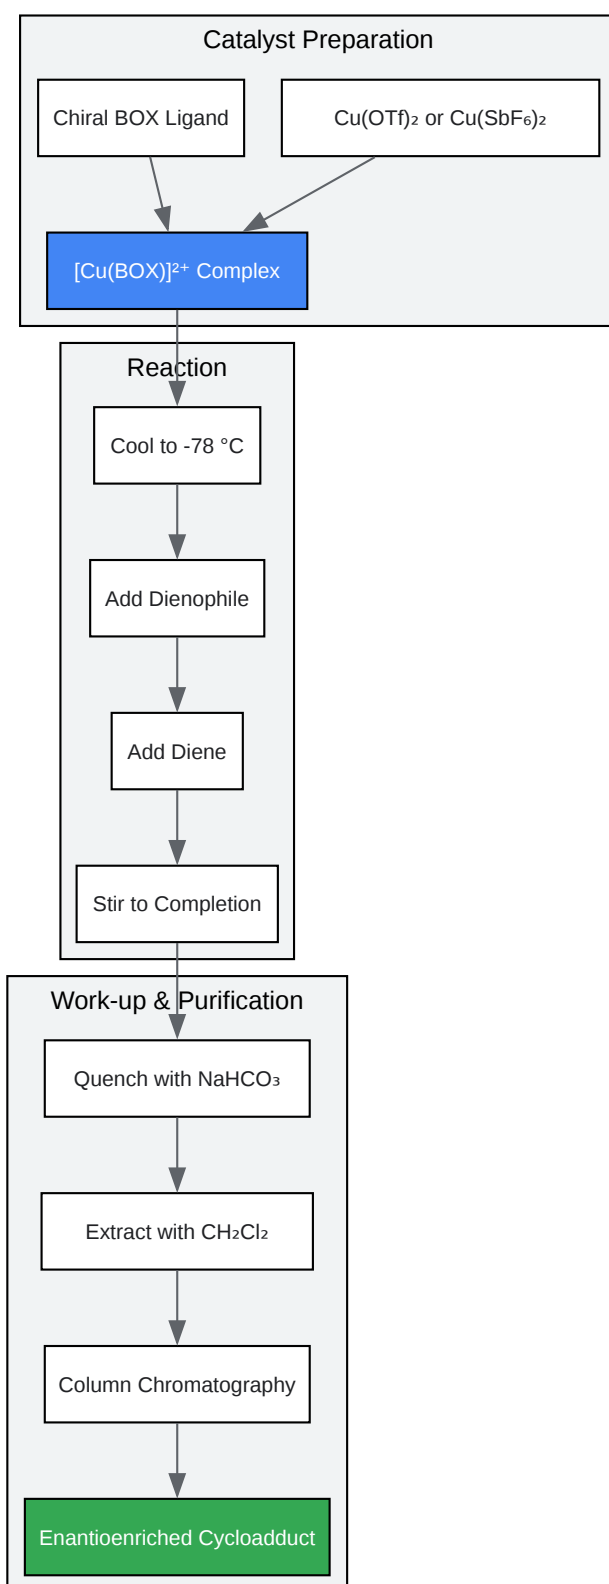 Catalyst Preparation
Chiral BOX Ligand
Cu(OTf)₂ or Cu(SbF₆)₂
[Cu(BOX)]²⁺ Complex
Reaction
Cool to -78 °C
Add Dienophile
Add Diene
Stir to Completion
Work-up & Purification
Quench with NaHCO₃
Extract with CH₂Cl₂
Column Chromatography
Enantioenriched Cycloadduct